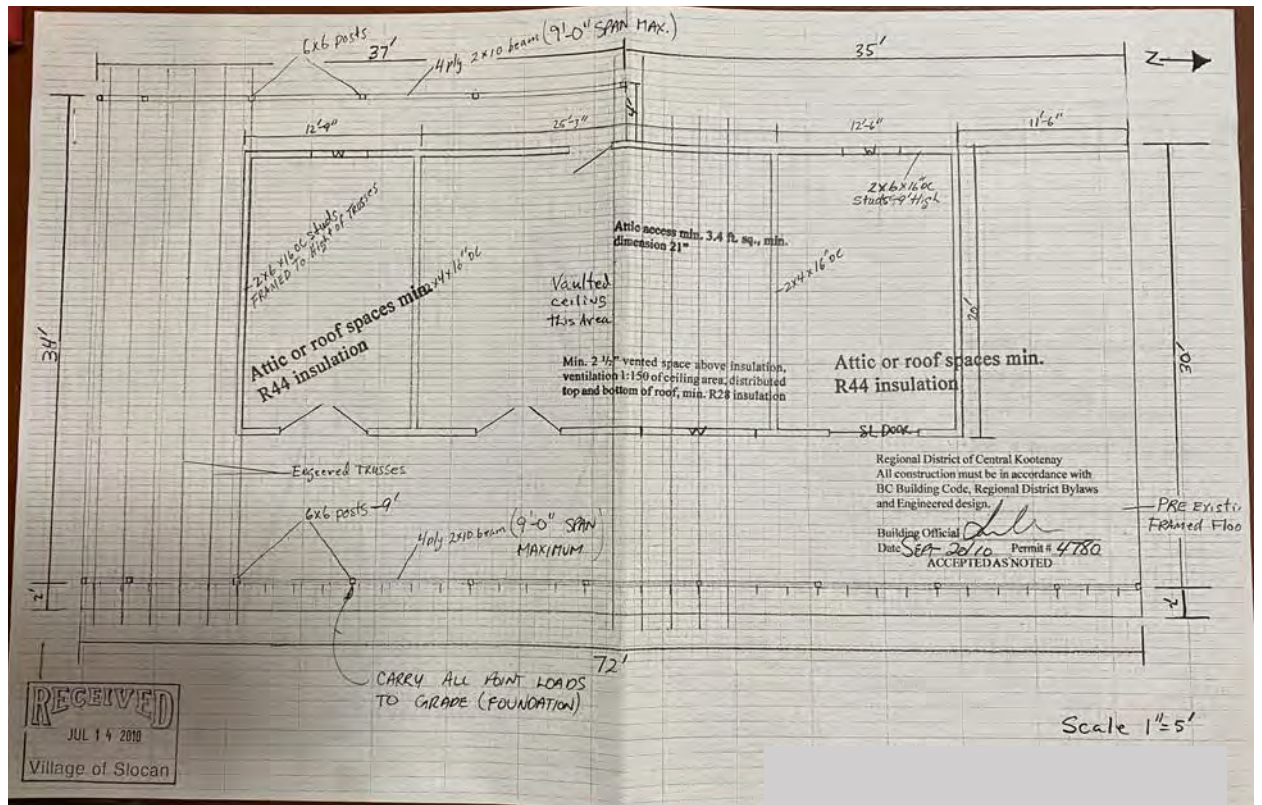 6x6 posts
37'
4 ply 2x10 beam (9'-0" SPAN MAX.)
35'
Z
4'
12'-9"
25'-3"
12'-6"
11'-6"
W
W
2x6x16"OC
Studs-9' High
2x6x16"OC Studs
FRAMED TO Hight of TRUSSES
2x4x16"OC
Attic access min. 3.4 ft. sq., min.
dimension 21"
2x4x16"OC
Vaulted
ceiling
this Area
34'
20'
30'
Attic or roof spaces min.
R44 insulation
Min. 2 ½" vented space above insulation,
ventilation 1:150 of ceiling area, distributed
top and bottom of roof, min. R28 insulation
Attic or roof spaces min.
R44 insulation
W
SL DOOR
Engeered TRUSSES
Regional District of Central Kootenay
All construction must be in accordance with
BC Building Code, Regional District Bylaws
and Engineered design.
Building Official
Date SEPT 20/10 Permit # 4780
ACCEPTED AS NOTED
PRE Existi
FRAMED Floo
6x6 posts - 9'
4ply 2x10 beam (9'-0" SPAN
MAXIMUM)
2'
2'
72'
CARRY ALL POINT LOADS
TO GRADE (FOUNDATION)
RECEIVED
JUL 14 2010
Village of Slocan
Scale 1"=5'